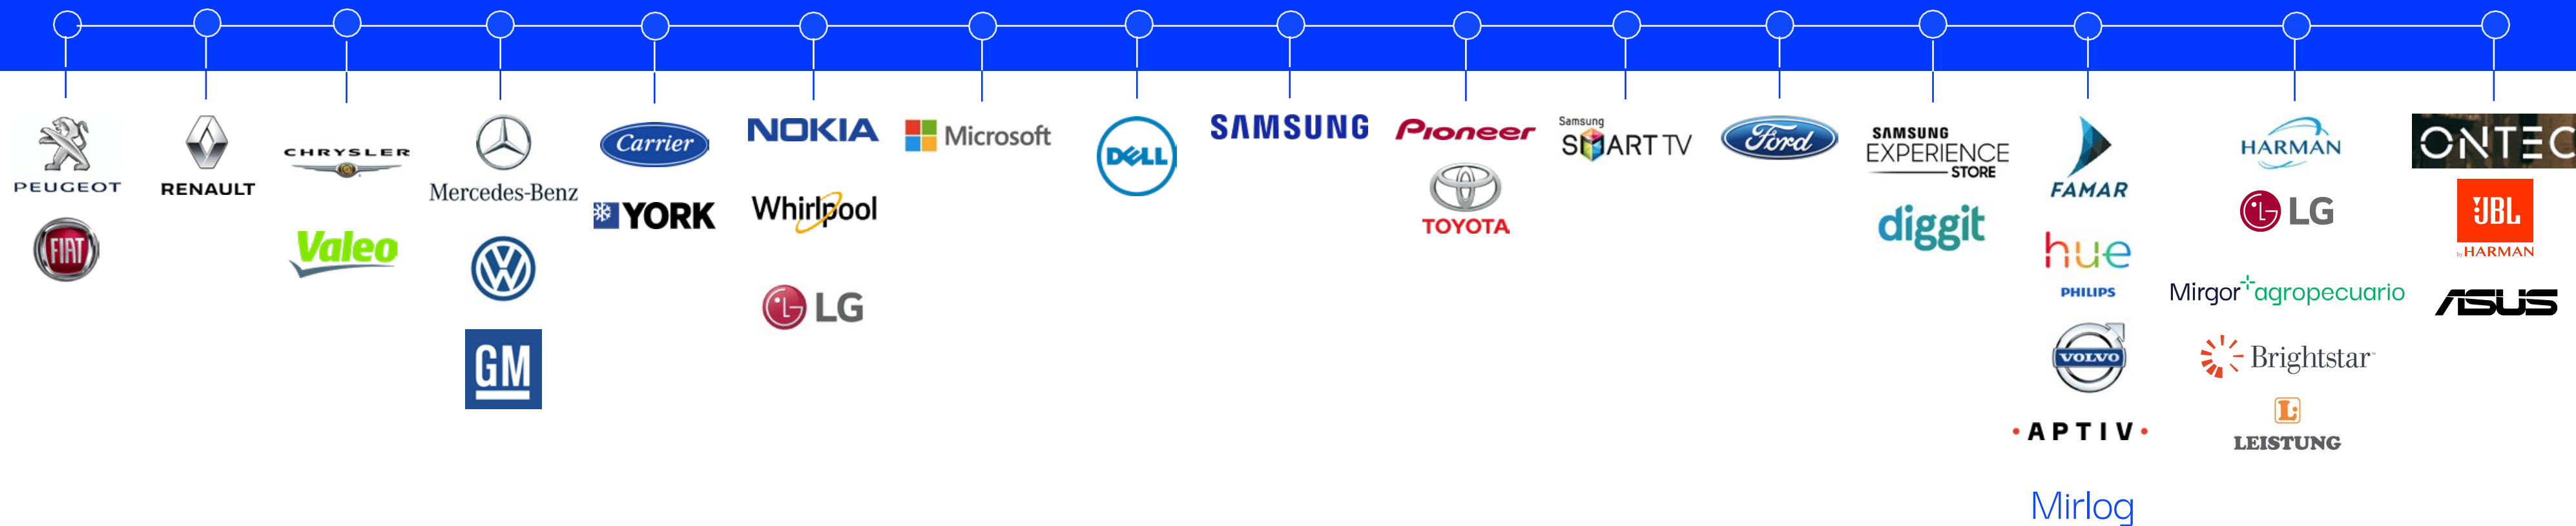 PEUGEOT
FIAT
RENAULT
CHRYSLER
Valeo
Mercedes-Benz
VW
GM
Carrier
YORK
NOKIA
Whirlpool
LG
Microsoft
DELL
SAMSUNG
Pioneer
TOYOTA
Samsung
SMART TV
Ford
SAMSUNG
EXPERIENCE
STORE
diggit
FAMAR
hue
PHILIPS
VOLVO
• APTIV •
Mirlog
HARMAN
LG
Mirgor+agropecuario
Brightstar
L
LEISTUNG
ONTEC
JBL
by HARMAN
ASUS